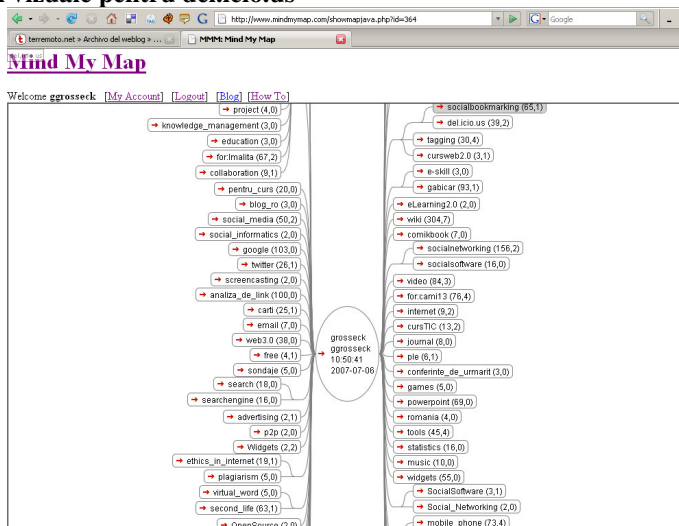 http://www.mindmymap.com/showmapjava.php?id=364
Google
terremoto.net » Archivo del weblog » ...
MMM: Mind My Map
del.icio.us
Mind My Map
Welcome ggrosseck [My Account] [Logout] [Blog] [How To]
project (4,0)
knowledge_management (3,0)
education (3,0)
for:lmalita (67,2)
collaboration (9,1)
pentru_curs (20,0)
blog_ro (3,0)
social_media (50,2)
social_informatics (2,0)
google (103,0)
twitter (26,1)
screencasting (2,0)
analiza_de_link (100,0)
carti (25,1)
email (7,0)
web3.0 (38,0)
free (4,1)
sondaje (5,0)
search (18,0)
searchengine (16,0)
advertising (2,1)
p2p (2,0)
Widgets (2,2)
ethics_in_internet (19,1)
plagiarism (5,0)
virtual_word (5,0)
second_life (63,1)
OpenSource (2,0)
grosseck
ggrosseck
10:50:41
2007-07-06
socialbookmarking (65,1)
del.icio.us (39,2)
tagging (30,4)
cursweb2.0 (3,1)
e-skill (3,0)
gabicar (93,1)
eLearning2.0 (2,0)
wiki (304,7)
comikbook (7,0)
socialnetworking (156,2)
socialsoftware (16,0)
video (84,3)
for:cami13 (76,4)
internet (9,2)
cursTIC (13,2)
journal (8,0)
ple (6,1)
conferinte_de_urmarit (3,0)
games (5,0)
powerpoint (69,0)
romania (4,0)
tools (45,4)
statistics (16,0)
music (10,0)
widgets (55,0)
SocialSoftware (3,1)
Social_Networking (2,0)
mobile_phone (73,4)